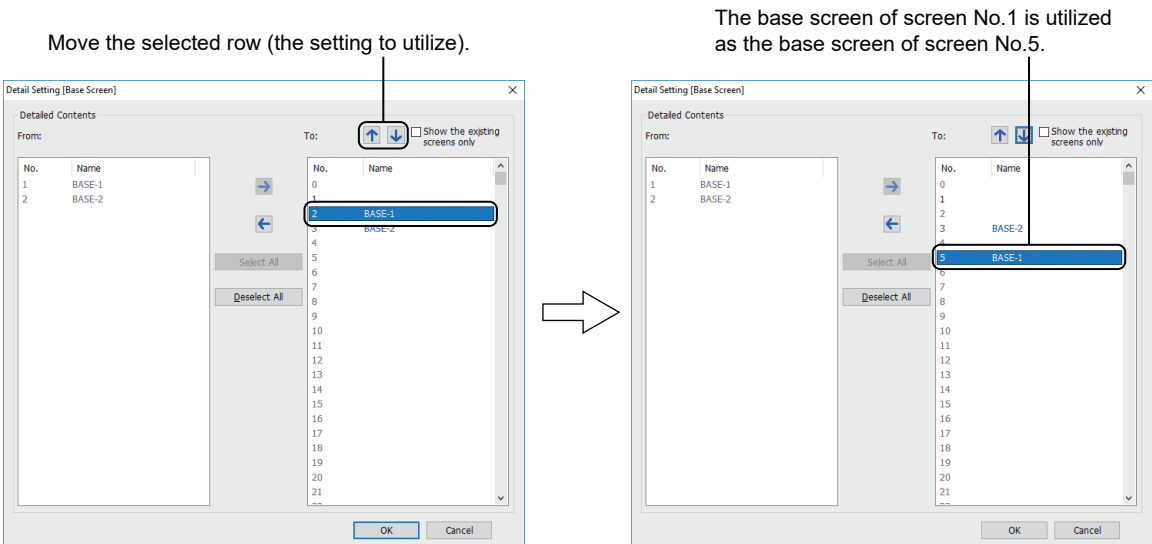 Move the selected row (the setting to utilize).
The base screen of screen No.1 is utilized
as the base screen of screen No.5.
Detail Setting [Base Screen]
Detailed Contents
From:
To:
Show the existing
screens only
No. Name
1 BASE-1
2 BASE-2
Select All
Deselect All
No. Name
0
1
2 BASE-1
3 BASE-2
4
5
6
7
8
9
10
11
12
13
14
15
16
17
18
19
20
21
OK
Cancel
Detail Setting [Base Screen]
Detailed Contents
From:
To:
Show the existing
screens only
No. Name
1 BASE-1
2 BASE-2
Select All
Deselect All
No. Name
0
1
2
3 BASE-2
4
5 BASE-1
6
7
8
9
10
11
12
13
14
15
16
17
18
19
20
21
OK
Cancel